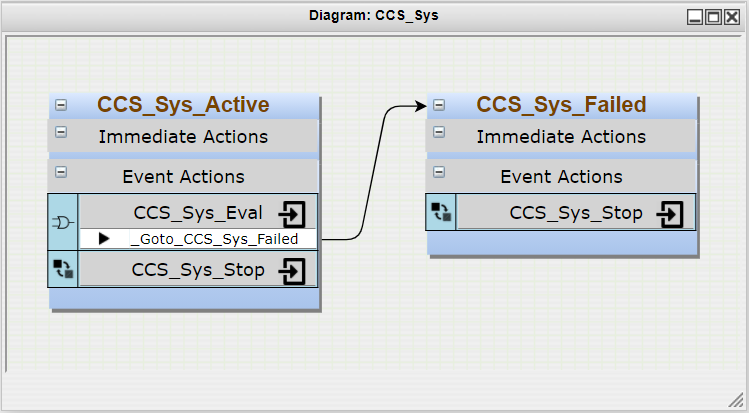 Diagram: CCS_Sys
CCS_Sys_Active
Immediate Actions
Event Actions
CCS_Sys_Eval
_Goto_CCS_Sys_Failed
CCS_Sys_Stop
CCS_Sys_Failed
Immediate Actions
Event Actions
CCS_Sys_Stop